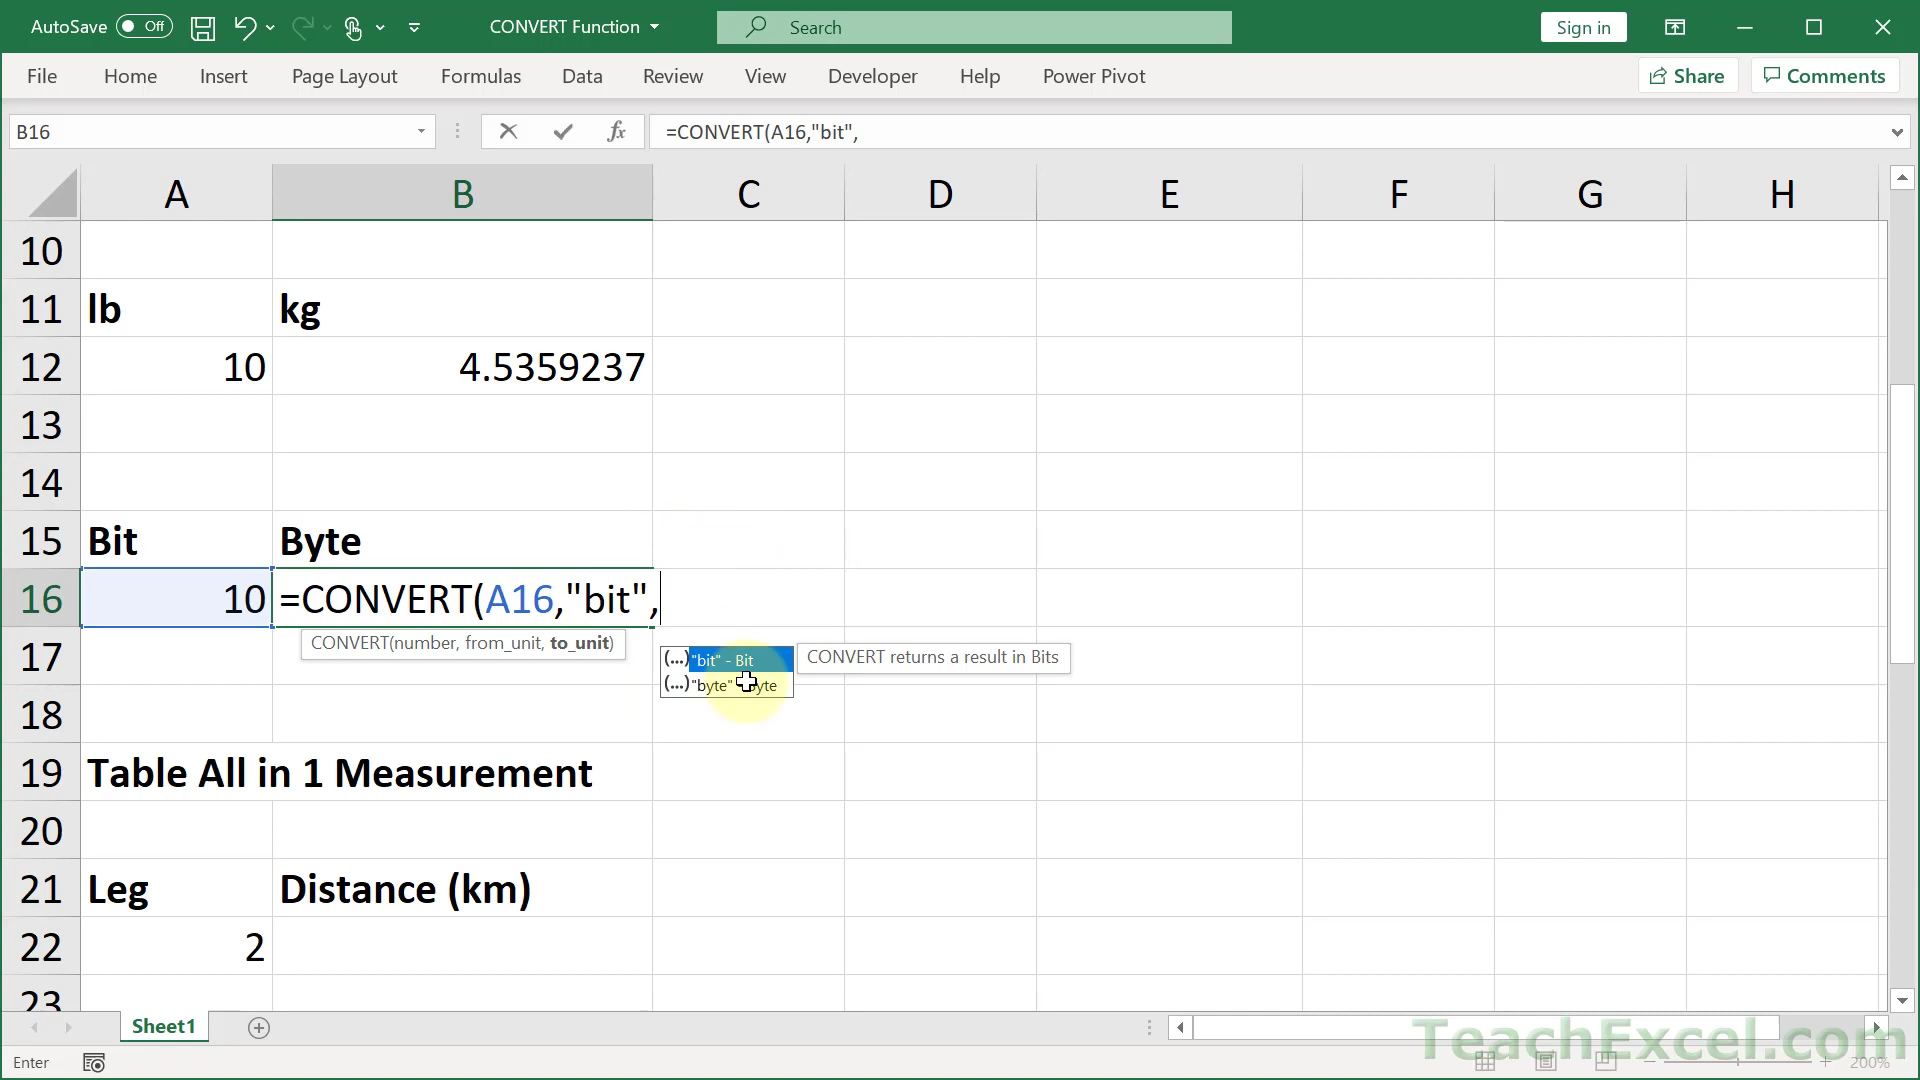 AutoSave Off CONVERT Function Search Sign in
File Home Insert Page Layout Formulas Data Review View Developer Help Power Pivot Share Comments
B16 fx =CONVERT(A16,"bit",
A B C D E F G H
10
11 lb kg
12 10 4.5359237
13
14
15 Bit Byte
16 10 =CONVERT(A16,"bit",
CONVERT(number, from_unit, to_unit)
17
(...) "bit" - Bit CONVERT returns a result in Bits
(...) "byte"
18
19 Table All in 1 Measurement
20
21 Leg Distance (km)
22 2
23
Sheet1
TeachExcel.com
Enter 200%